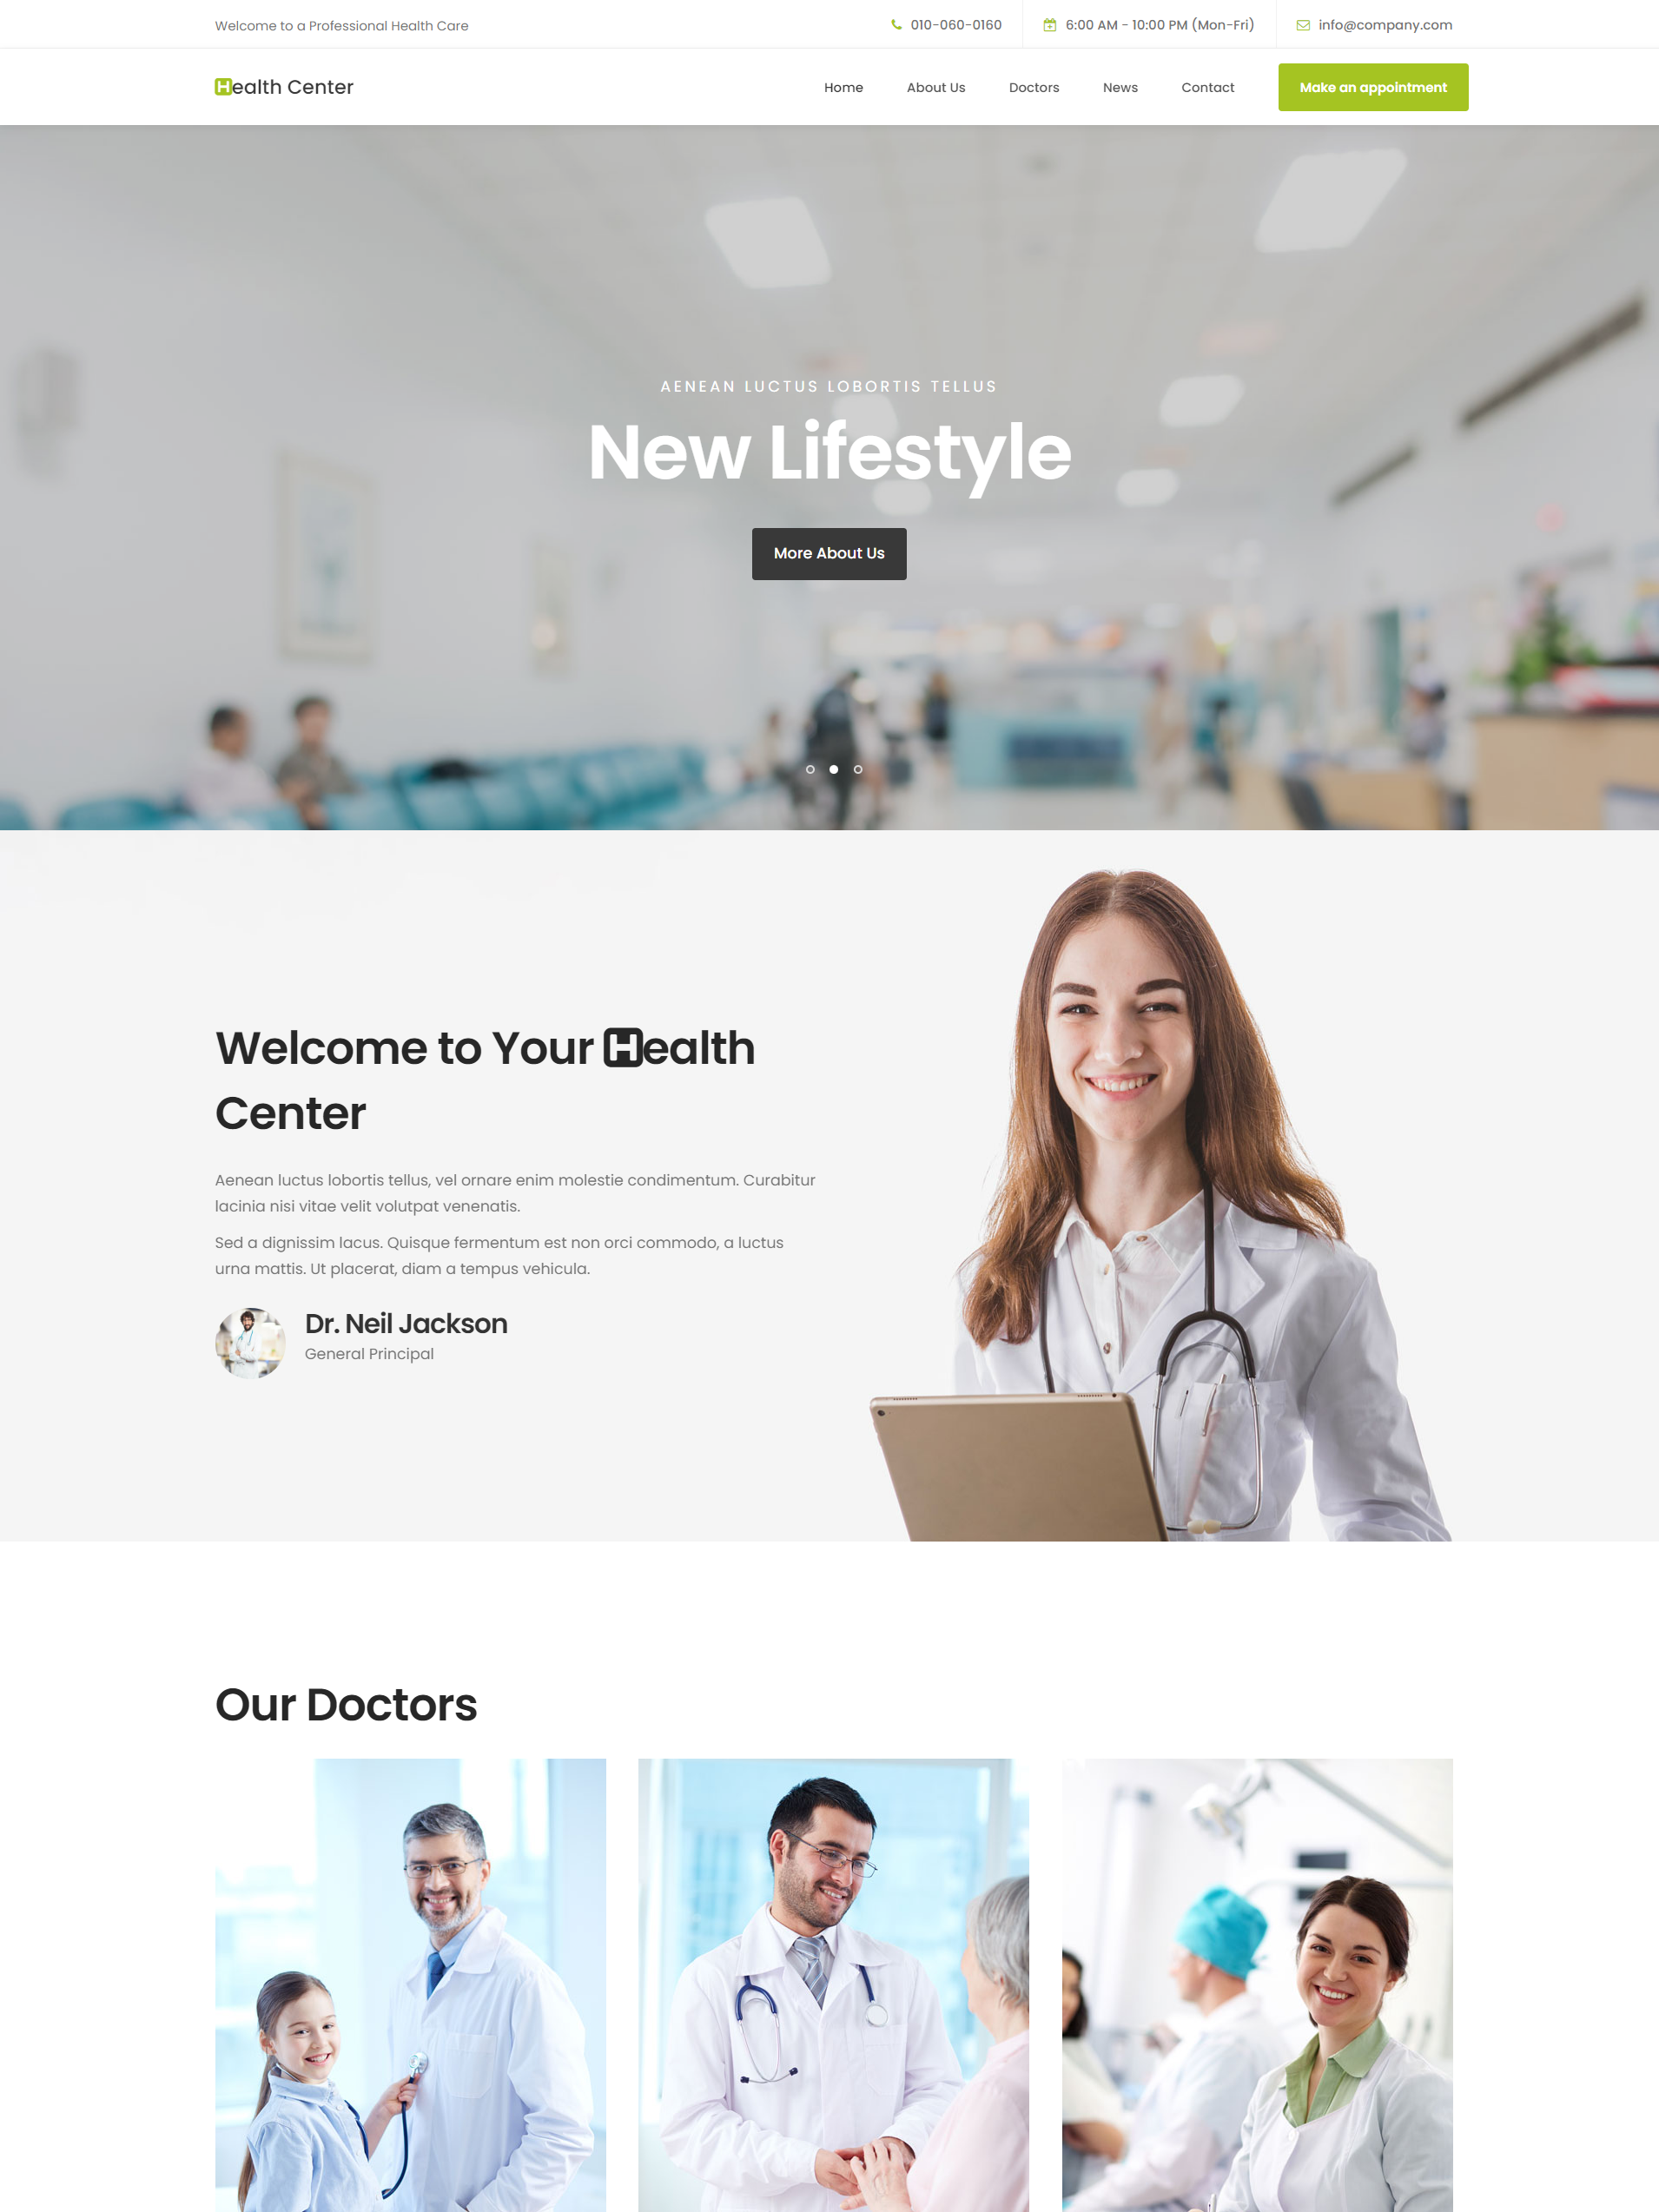 Welcome to a Professional Health Care
010-060-0160
6:00 AM - 10:00 PM (Mon-Fri)
info@company.com
Health Center
Home
About Us
Doctors
News
Contact
Make an appointment
AENEAN LUCTUS LOBORTIS TELLUS
New Lifestyle
More About Us
Welcome to Your Health
Center
Aenean luctus lobortis tellus, vel ornare enim molestie condimentum. Curabitur
lacinia nisi vitae velit volutpat venenatis.
Sed a dignissim lacus. Quisque fermentum est non orci commodo, a luctus
urna mattis. Ut placerat, diam a tempus vehicula.
Dr. Neil Jackson
General Principal
Our Doctors